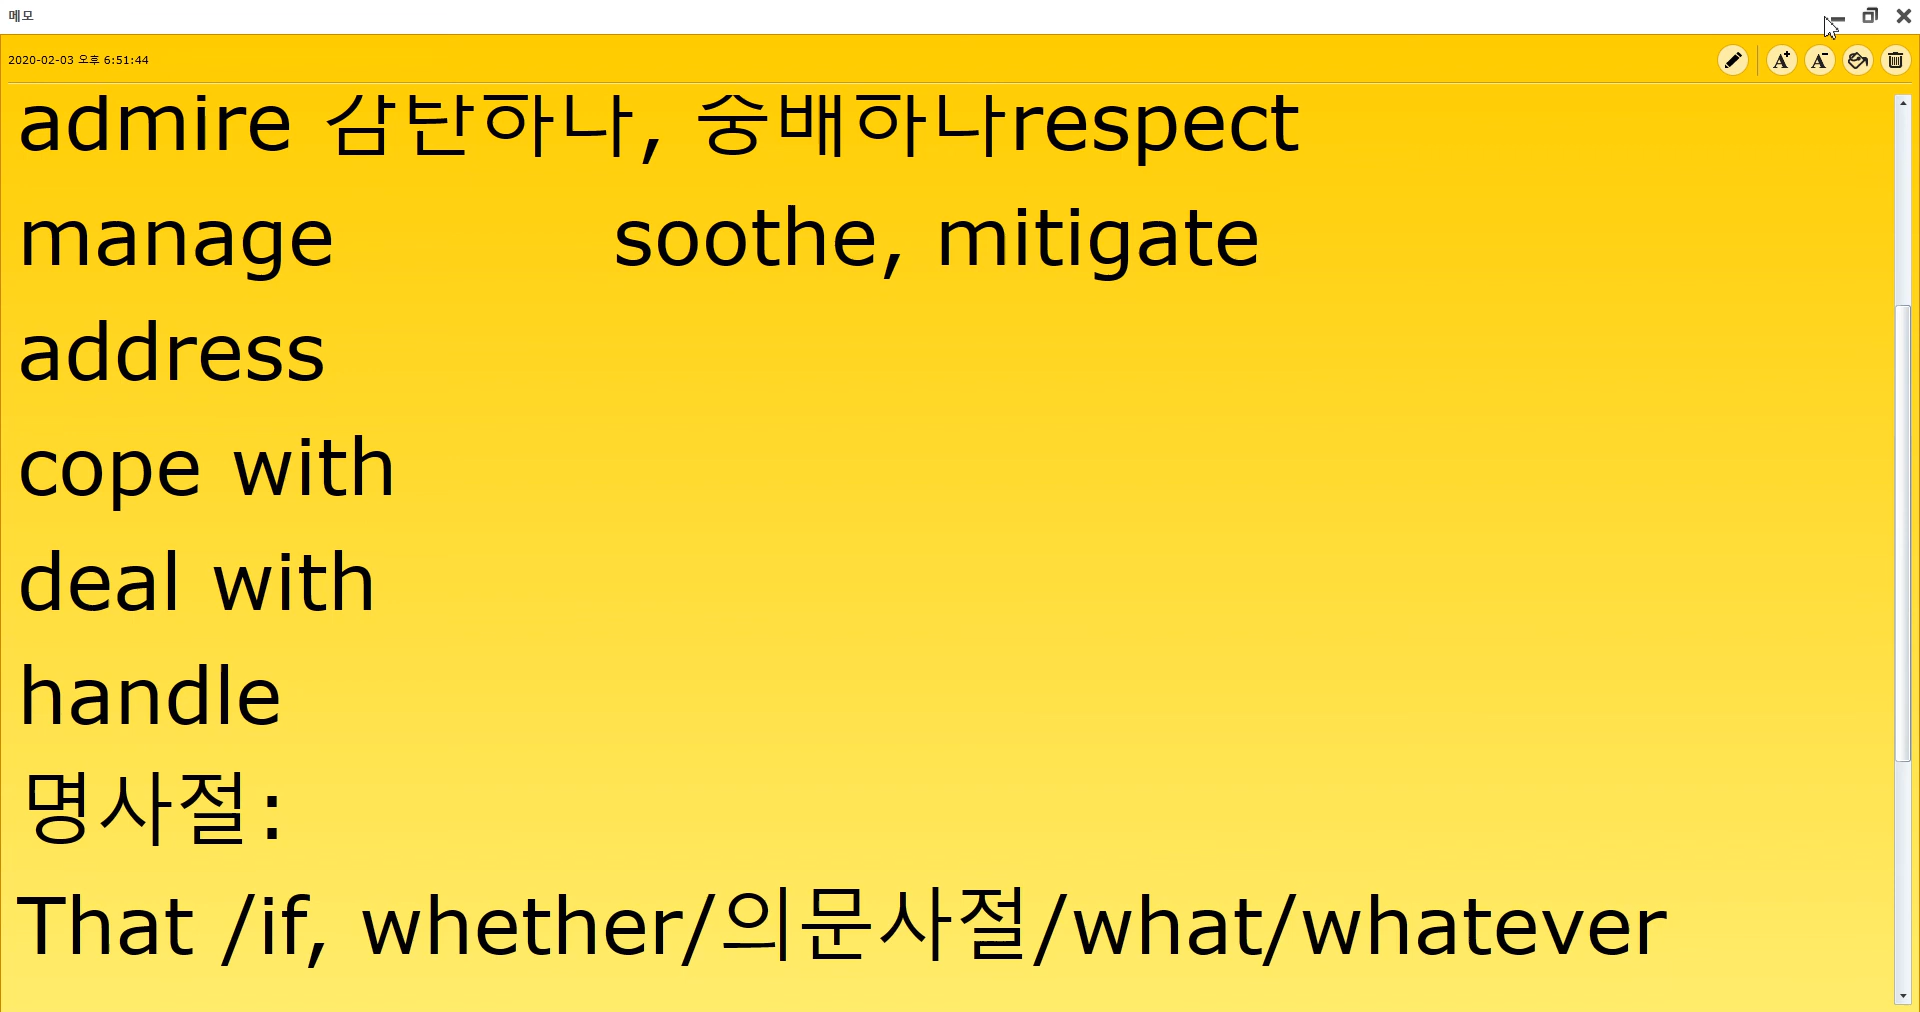 메모
2020-02-03 오후 6:51:44
admire 감탄하다, 숭배하다respect
manage soothe, mitigate
address
cope with
deal with
handle
명사절:
That /if, whether/의문사절/what/whatever